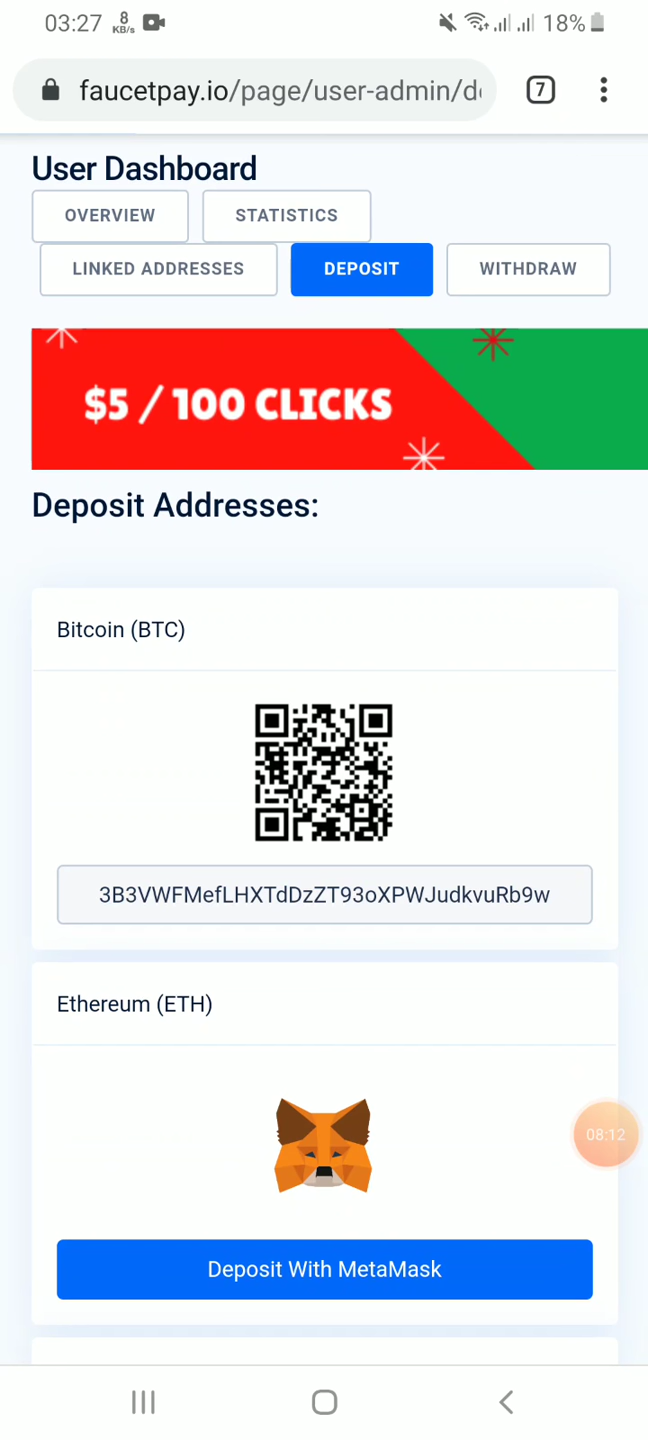 03:27 8 KB/s 18%
faucetpay.io/page/user-admin/d 7
User Dashboard
OVERVIEW STATISTICS
LINKED ADDRESSES DEPOSIT WITHDRAW
$5 / 100 CLICKS
Deposit Addresses:
Bitcoin (BTC)
3B3VWFMefLHXTdDzZT93oXPWJudkvuRb9w
Ethereum (ETH)
08:12
Deposit With MetaMask